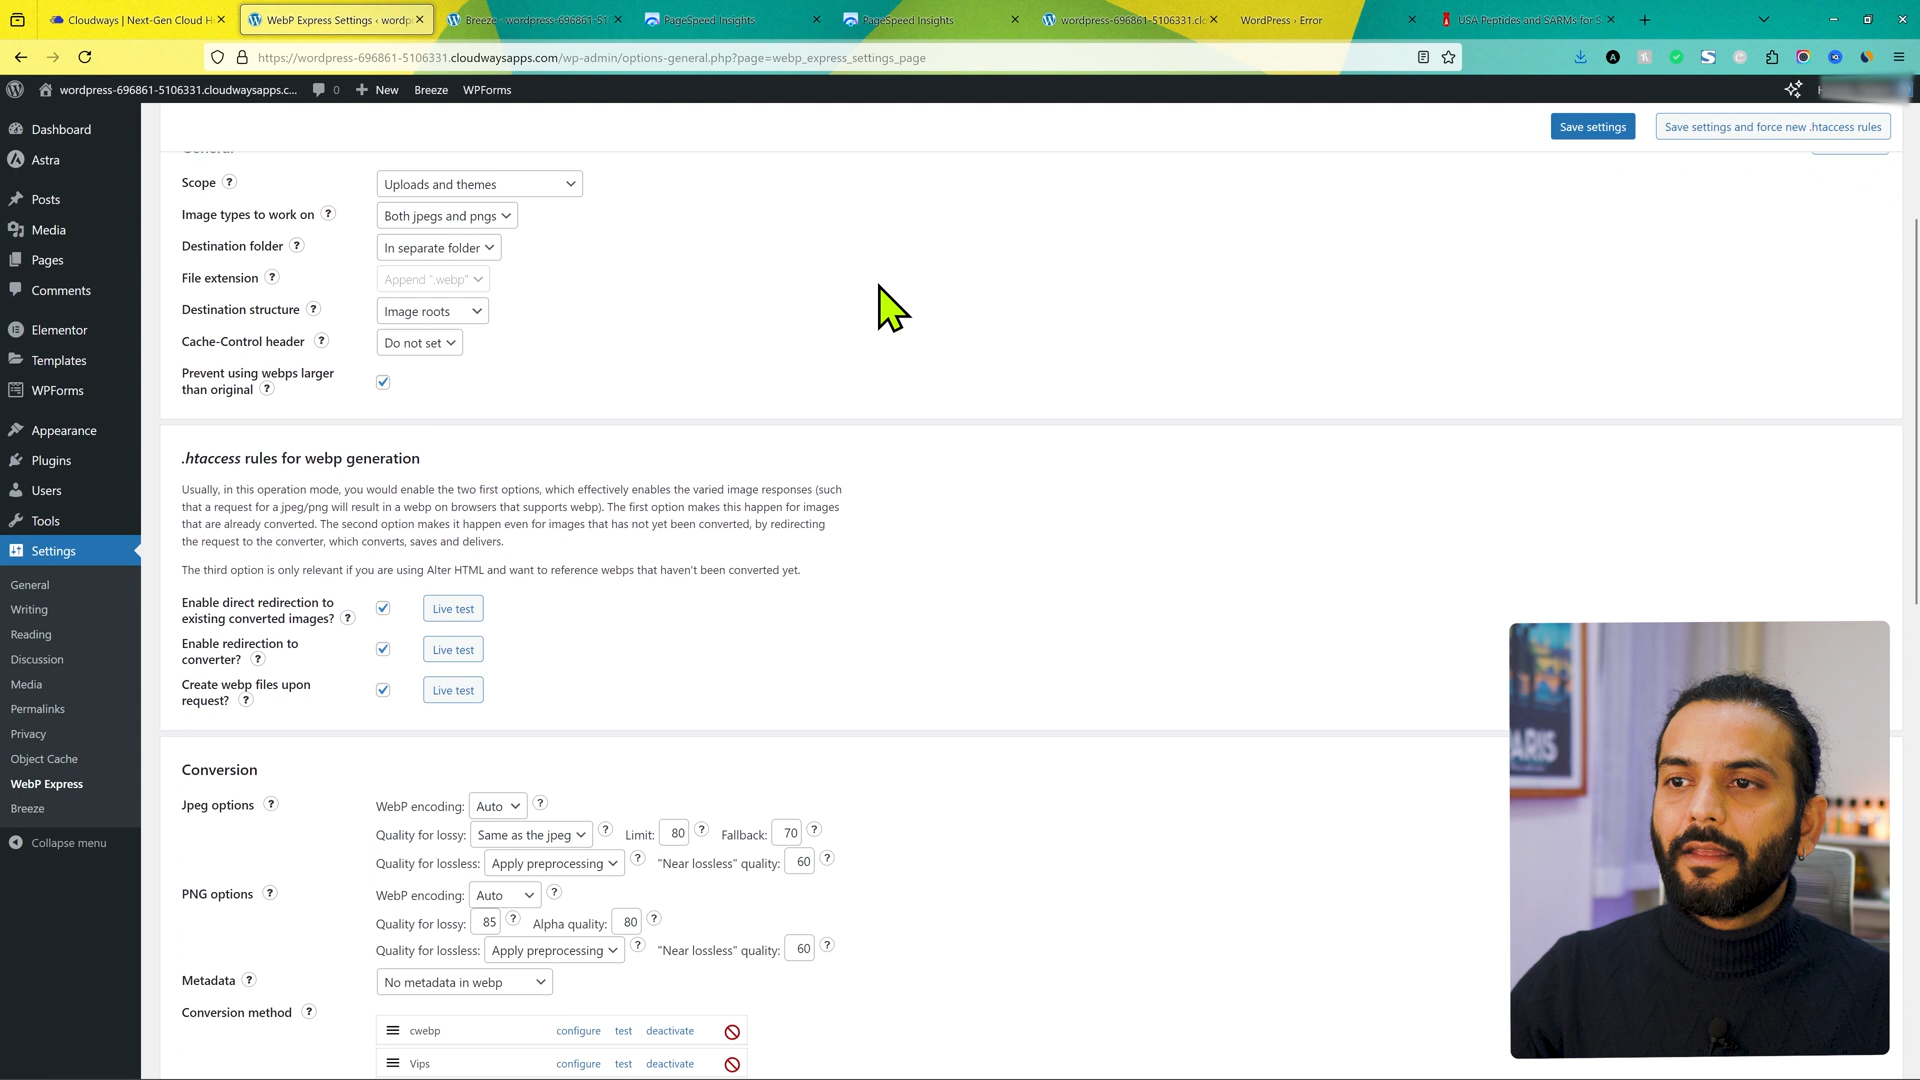 Cloudways | Next-Gen Cloud H
WebP Express Settings ‹ wordp
Breeze - wordpress-696861-51
PageSpeed Insights
PageSpeed Insights
wordpress-696861-5106331.clo
WordPress › Error
USA Peptides and SARMs for S
https://wordpress-696861-5106331.cloudwaysapps.com/wp-admin/options-general.php?page=webp_express_settings_page
wordpress-696861-5106331.cloudwaysapps.c...
0
New
Breeze
WPForms
Dashboard
Astra
Posts
Media
Pages
Comments
Elementor
Templates
WPForms
Appearance
Plugins
Users
Tools
Settings
General
Writing
Reading
Discussion
Media
Permalinks
Privacy
Object Cache
WebP Express
Breeze
Collapse menu
Save settings
Save settings and force new .htaccess rules
General
Scope ?
Uploads and themes
Image types to work on ?
Both jpegs and pngs
Destination folder ?
In separate folder
File extension ?
Append ".webp"
Destination structure ?
Image roots
Cache-Control header ?
Do not set
Prevent using webps larger
than original ?
.htaccess rules for webp generation
Usually, in this operation mode, you would enable the two first options, which effectively enables the varied image responses (such
that a request for a jpeg/png will result in a webp on browsers that supports webp). The first option makes this happen for images
that are already converted. The second option makes it happen even for images that has not yet been converted, by redirecting
the request to the converter, which converts, saves and delivers.
The third option is only relevant if you are using Alter HTML and want to reference webps that haven't been converted yet.
Enable direct redirection to
existing converted images? ?
Live test
Enable redirection to
converter? ?
Live test
Create webp files upon
request? ?
Live test
Conversion
Jpeg options ?
WebP encoding: Auto ?
Quality for lossy: Same as the jpeg ? Limit: 80 ? Fallback: 70 ?
Quality for lossless: Apply preprocessing ? "Near lossless" quality: 60 ?
PNG options ?
WebP encoding: Auto ?
Quality for lossy: 85 ? Alpha quality: 80 ?
Quality for lossless: Apply preprocessing ? "Near lossless" quality: 60 ?
Metadata ?
No metadata in webp
Conversion method ?
cwebp configure test deactivate
Vips configure test deactivate
ARIS